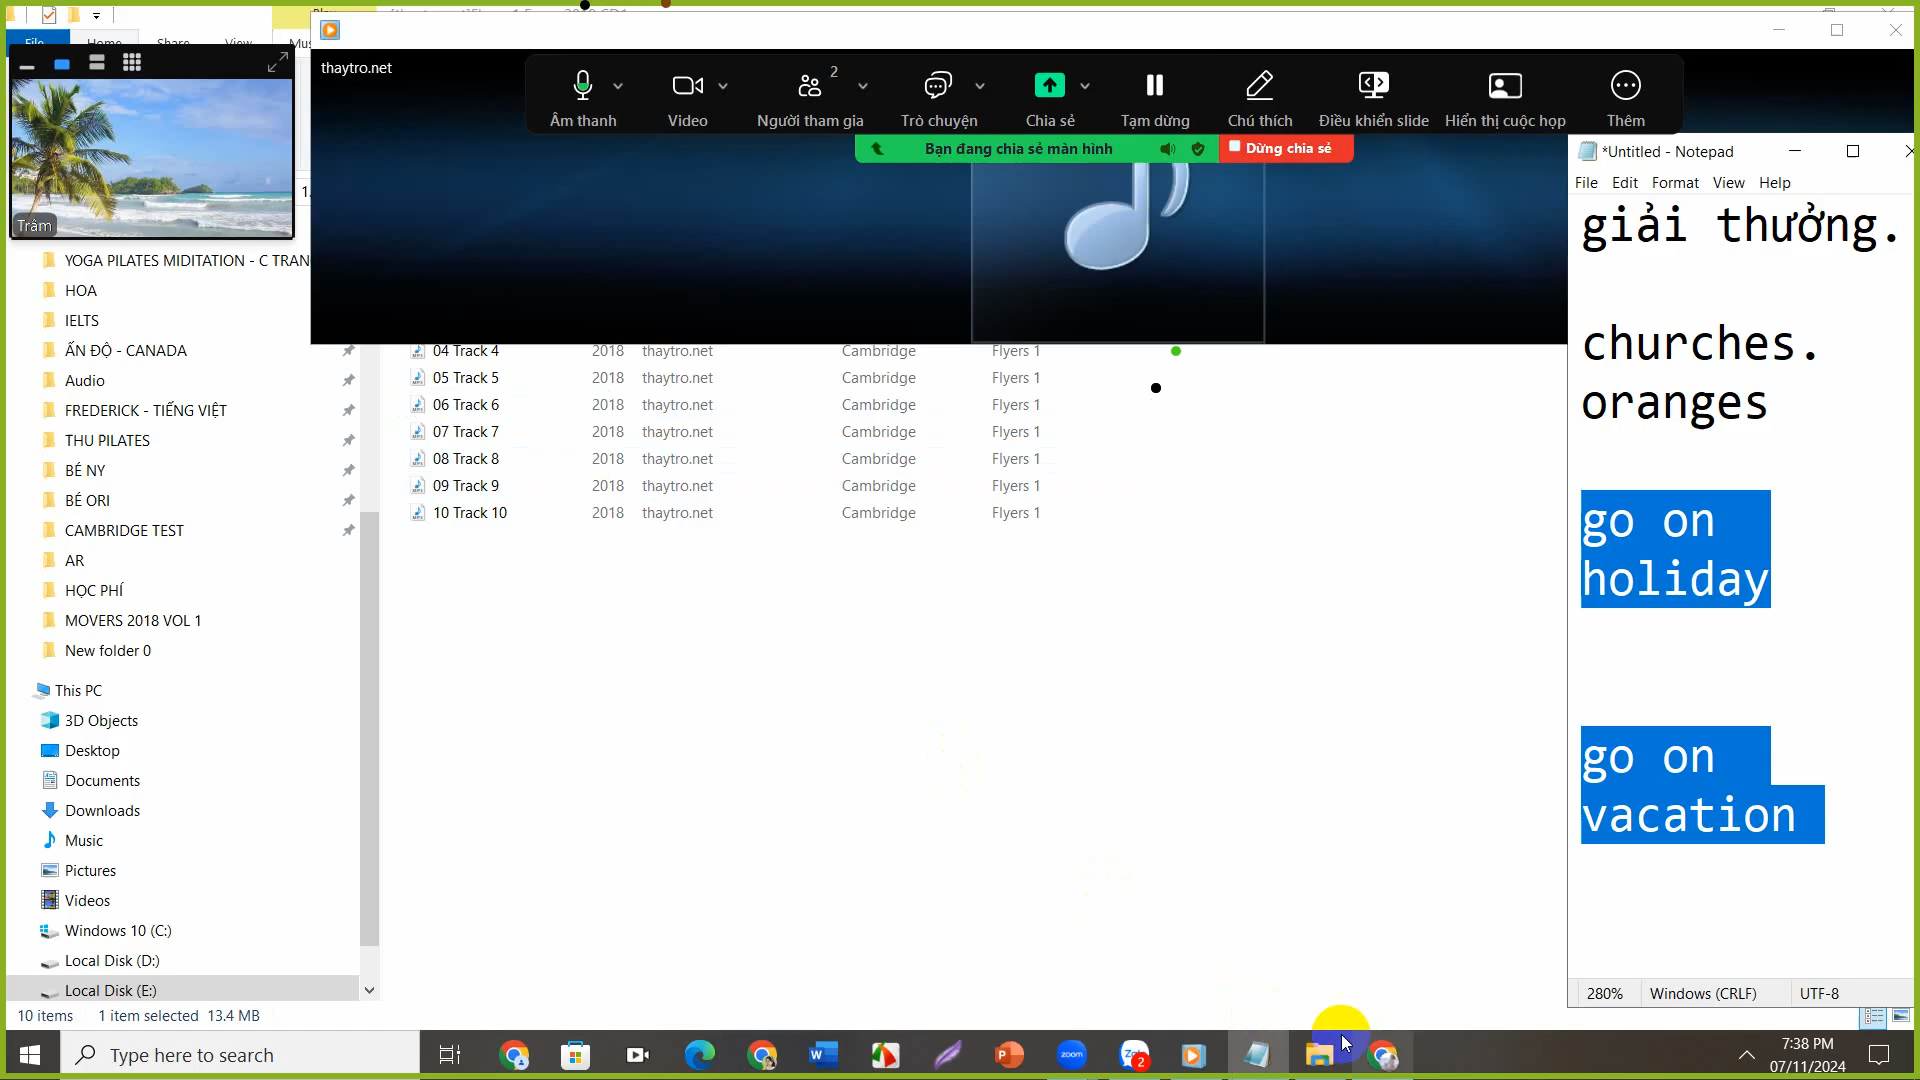 File
Home
Share
View
thaytro.net
2
Âm thanh
Video
Người tham gia
Trò chuyện
Chia sẻ
Tạm dừng
Chú thích
Điều khiển slide
Hiển thị cuộc họp
Thêm
Bạn đang chia sẻ màn hình
Dừng chia sẻ
Trâm
*Untitled - Notepad
File Edit Format View Help
giải thưởng.
churches.
oranges
go on
holiday
go on
vacation
280% Windows (CRLF) UTF-8
YOGA PILATES MIDITATION - C TRAN
HOA
IELTS
ẤN ĐỘ - CANADA
Audio
FREDERICK - TIẾNG VIỆT
THU PILATES
BÉ NY
BÉ ORI
CAMBRIDGE TEST
AR
HỌC PHÍ
MOVERS 2018 VOL 1
New folder 0
This PC
3D Objects
Desktop
Documents
Downloads
Music
Pictures
Videos
Windows 10 (C:)
Local Disk (D:)
Local Disk (E:)
04 Track 4 2018 thaytro.net Cambridge Flyers 1
05 Track 5 2018 thaytro.net Cambridge Flyers 1
06 Track 6 2018 thaytro.net Cambridge Flyers 1
07 Track 7 2018 thaytro.net Cambridge Flyers 1
08 Track 8 2018 thaytro.net Cambridge Flyers 1
09 Track 9 2018 thaytro.net Cambridge Flyers 1
10 Track 10 2018 thaytro.net Cambridge Flyers 1
10 items 1 item selected 13.4 MB
Type here to search
zoom
2
7:38 PM
07/11/2024